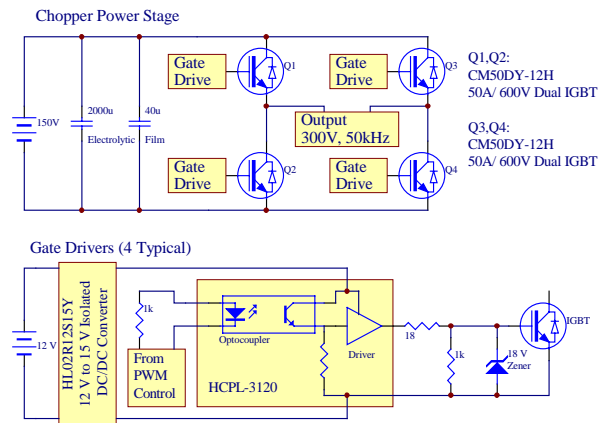 Chopper Power Stage
Gate
Drive
Q1
Gate
Drive
Q3
Q1,Q2:
CM50DY-12H
50A/ 600V Dual IGBT
150V
2000u
Electrolytic
40u
Film
Output
300V, 50kHz
Q3,Q4:
CM50DY-12H
50A/ 600V Dual IGBT
Gate
Drive
Q2
Gate
Drive
Q4
Gate Drivers (4 Typical)
12 V
HL02R12S15Y
12 V to 15 V Isolated
DC/DC Converter
1k
From
PWM
Control
Optocoupler
Driver
HCPL-3120
18
1k
18 V
Zener
IGBT